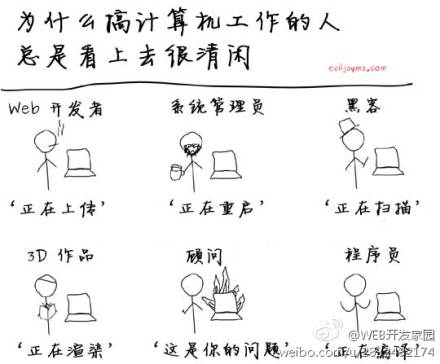 为什么搞计算机工作的人
总是看上去很清闲
eviljaymz.com
Web 开发者 系统管理员 黑客
'正在上传' '正在重启' '正在扫描'
3D 作品 顾问 程序员
'正在渲染' '这是你的问题' '正在编译'
@WEB开发家园